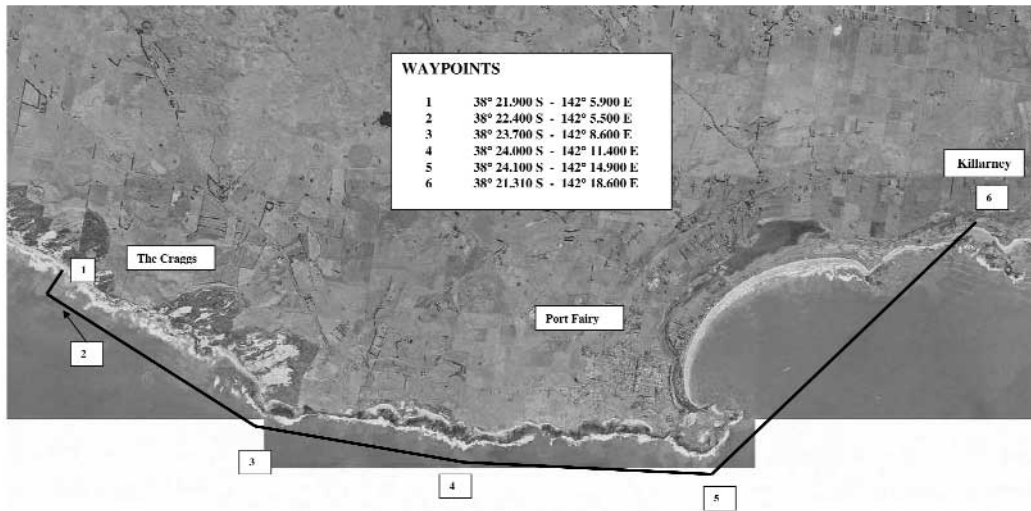 WAYPOINTS
1 38° 21.900 S - 142° 5.900 E
2 38° 22.400 S - 142° 5.500 E
3 38° 23.700 S - 142° 8.600 E
4 38° 24.000 S - 142° 11.400 E
5 38° 24.100 S - 142° 14.900 E
6 38° 21.310 S - 142° 18.600 E
Killarney
6
The Craggs
1
Port Fairy
2
3
4
5